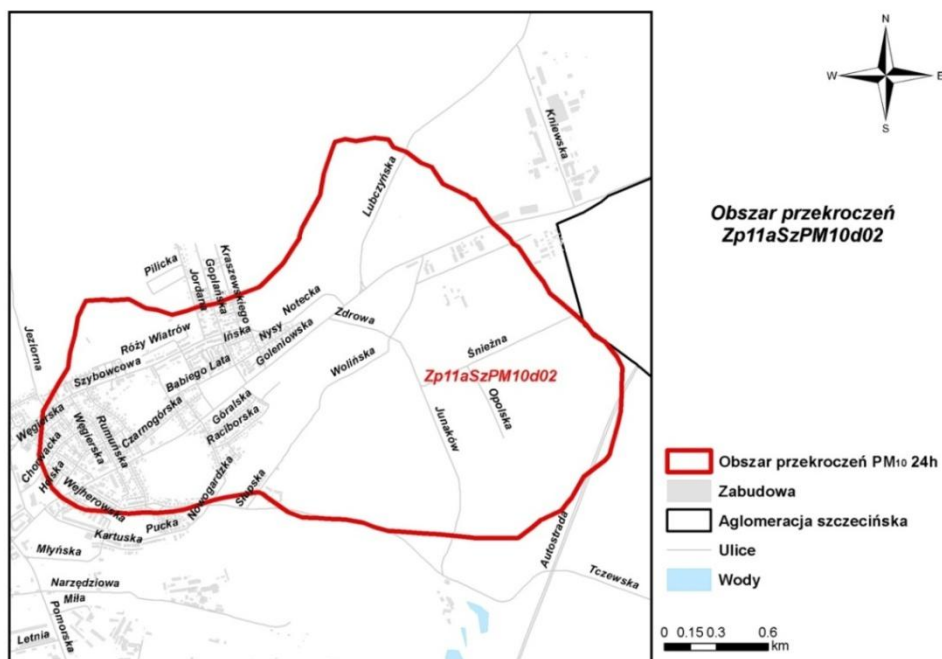 N
W
E
S
Obszar przekroczeń
Zp11aSzPM10d02
Kniewska
Lubczyńska
Pilicka
Jordana
Goplańska
Kraszewskiego
Jeziorna
Róży Wiatrów
Ińska
Nysy
Notecka
Goleniowska
Zdrowa
Szybowcowa
Babiego Lata
Wolińska
Śnieżna
Zp11aSzPM10d02
Węgierska
Czarnogórska
Góralska
Raciborska
Junaków
Opolska
Chorwacka
Węgierska
Rumuńska
Helska
Wejherowska
Nowogardzka
Słupska
Pucka
Kartuska
Młyńska
Autostrada
Tczewska
Narzędziowa
Miła
Pomorska
Letnia
Obszar przekroczeń PM10 24h
Zabudowa
Aglomeracja szczecińska
Ulice
Wody
0 0.15 0.3 0.6
km